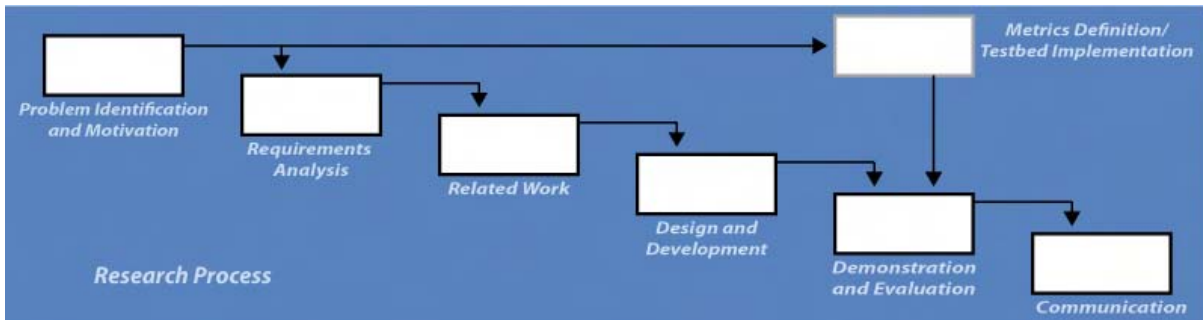 Metrics Definition/
Testbed Implementation
Problem Identification
and Motivation
Requirements
Analysis
Related Work
Design and
Development
Demonstration
and Evaluation
Communication
Research Process